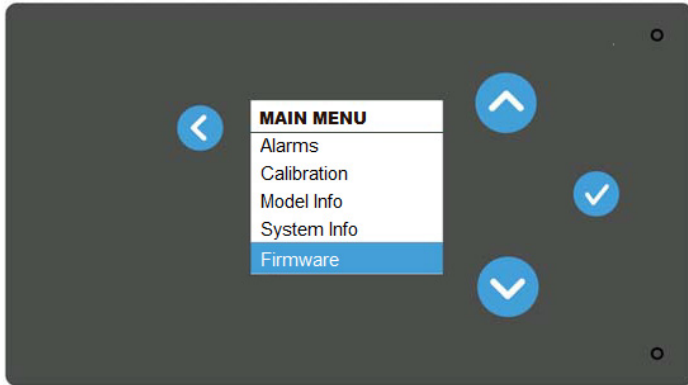 MAIN MENU
Alarms
Calibration
Model Info
System Info
Firmware